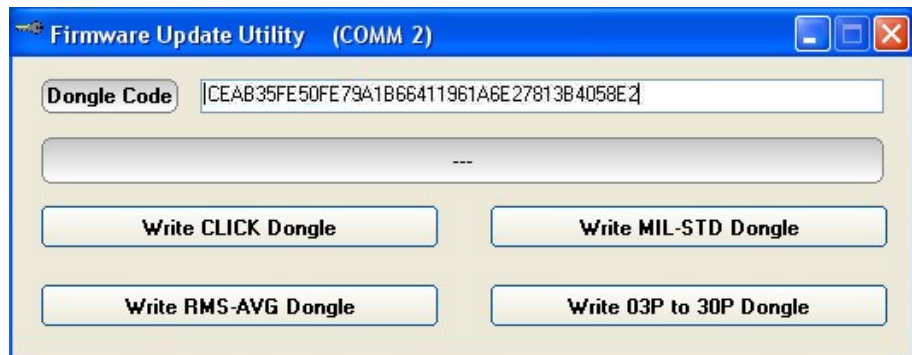 Firmware Update Utility (COMM 2)
Dongle Code CEAB35FE50FE79A1B66411961A6E27813B4058E2
---
Write CLICK Dongle Write MIL-STD Dongle
Write RMS-AVG Dongle Write 03P to 30P Dongle